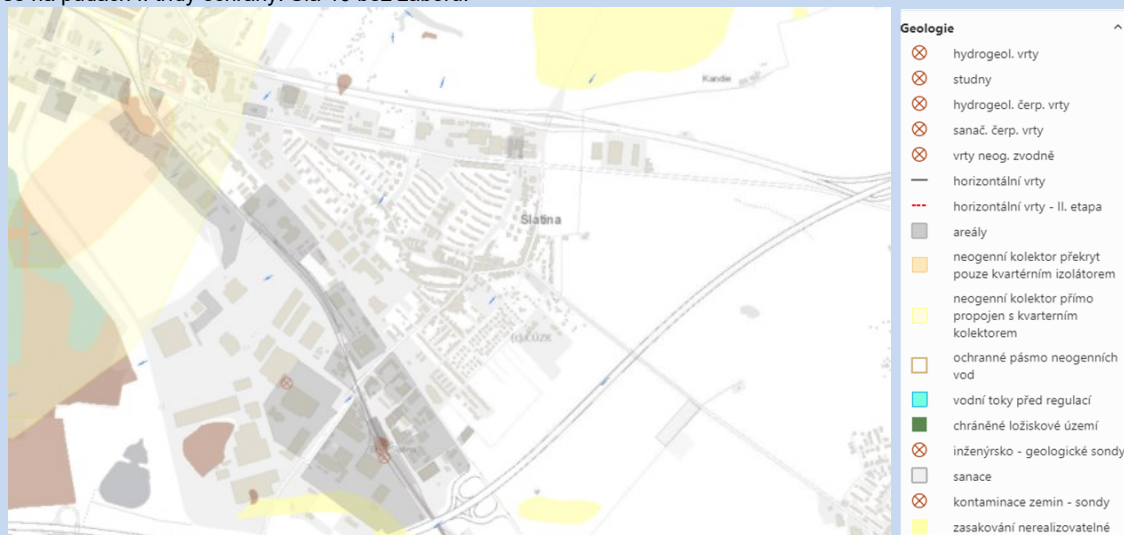 Kandie
Slatina
(c) ČÚZK
Geologie
hydrogeol. vrty
studny
hydrogeol. čerp. vrty
sanač. čerp. vrty
vrty neog. zvodně
horizontální vrty
horizontální vrty - II. etapa
areály
neogenní kolektor překryt
pouze kvartérním izolátorem
neogenní kolektor přímo
propojen s kvarterním
kolektorem
ochranné pásmo neogenních
vod
vodní toky před regulací
chráněné ložiskové území
inženýrsko - geologické sondy
sanace
kontaminace zemin - sondy
zasakování nerealizovatelné